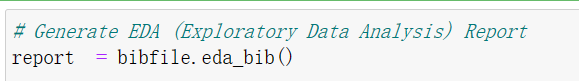 # Generate EDA (Exploratory Data Analysis) Report
report  = bibfile.eda_bib()